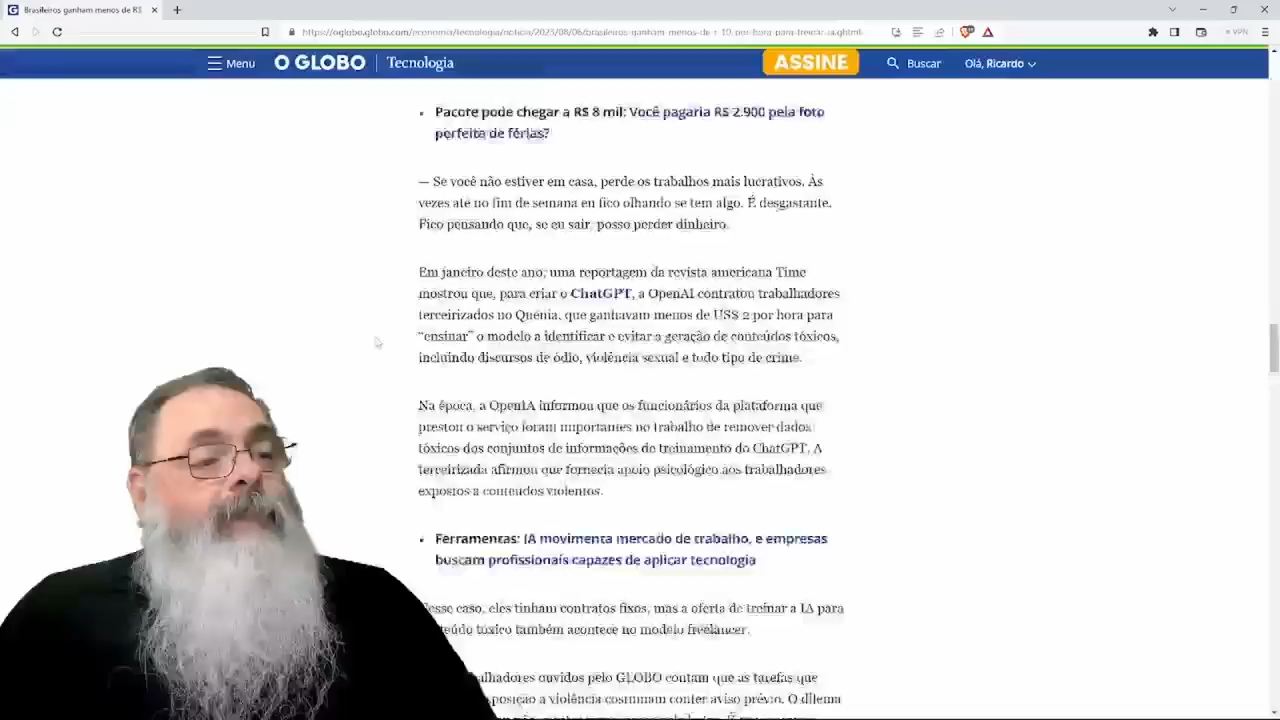 Brasileiros ganham menos de R$
https://oglobo.globo.com/economia/tecnologia/noticia/2023/08/06/brasileiros-ganham-menos-de-r-10-por-hora-para-treinar-ia.ghtml
VPN
Menu
O GLOBO
Tecnologia
ASSINE
Buscar
Olá, Ricardo
Pacote pode chegar a R$ 8 mil: Você pagaria R$ 2.900 pela foto
perfeita de férias?
— Se você não estiver em casa, perde os trabalhos mais lucrativos. Às
vezes até no fim de semana eu fico olhando se tem algo. É desgastante.
Fico pensando que, se eu sair, posso perder dinheiro.
Em janeiro deste ano, uma reportagem da revista americana Time
mostrou que, para criar o ChatGPT, a OpenAI contratou trabalhadores
terceirizados no Quênia, que ganhavam menos de US$ 2 por hora para
“ensinar” o modelo a identificar e evitar a geração de conteúdos tóxicos,
incluindo discursos de ódio, violência sexual e todo tipo de crime.
Na época, a OpenIA informou que os funcionários da plataforma que
prestou o serviço foram importantes no trabalho de remover dados
tóxicos dos conjuntos de informações de treinamento do ChatGPT. A
terceirizada afirmou que fornecia apoio psicológico aos trabalhadores
expostos a conteúdos violentos.
Ferramentas: IA movimenta mercado de trabalho, e empresas
buscam profissionais capazes de aplicar tecnologia
esse caso, eles tinham contratos fixos, mas a oferta de treinar a IA para
teúdo tóxico também acontece no modelo freelancer.
alhadores ouvidos pelo GLOBO contam que as tarefas que
posição a violência costumam conter aviso prévio. O dilema